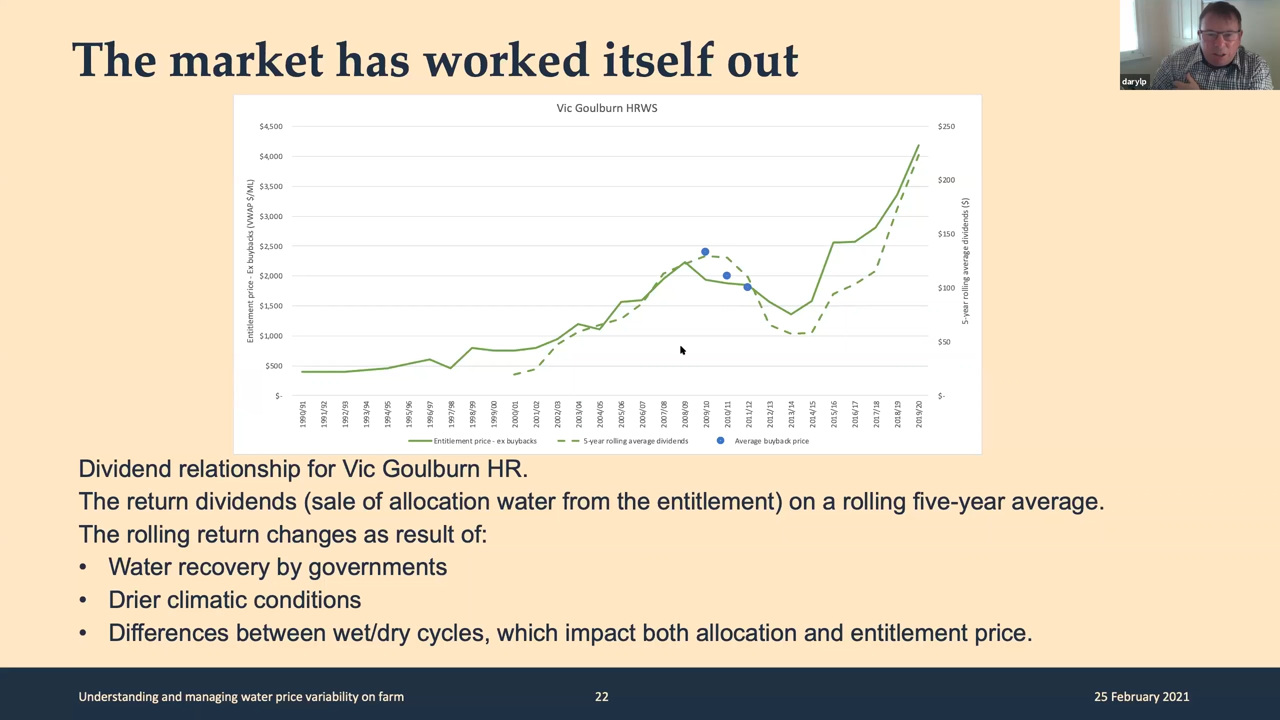 The market has worked itself out
darylp
Vic Goulburn HRWS
$4,500
$4,000
$3,500
$3,000
$2,500
$2,000
$1,500
$1,000
$500
$-
Entitlement price - Ex buybacks (VWAP $/ML)
$250
$200
$150
$100
$50
$-
5-year rolling average dividends ($)
1990/91
1991/92
1992/93
1993/94
1994/95
1995/96
1996/97
1997/98
1998/99
1999/00
2000/01
2001/02
2002/03
2003/04
2004/05
2005/06
2006/07
2007/08
2008/09
2009/10
2010/11
2011/12
2012/13
2013/14
2014/15
2015/16
2016/17
2017/18
2018/19
2019/20
Entitlement price - ex buybacks
5-year rolling average dividends
Average buyback price
Dividend relationship for Vic Goulburn HR.
The return dividends (sale of allocation water from the entitlement) on a rolling five-year average.
The rolling return changes as result of:
• Water recovery by governments
• Drier climatic conditions
• Differences between wet/dry cycles, which impact both allocation and entitlement price.
Understanding and managing water price variability on farm
22
25 February 2021